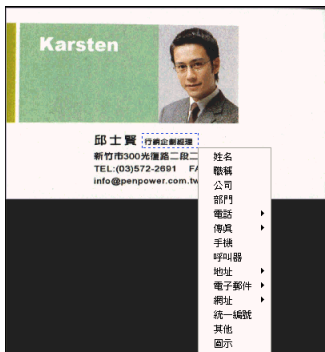 Karsten
邱士賢 行銷企劃經理
新竹市300光復路二段二
TEL:(03)572-2691 FA
info@penpower.com.tw
姓名
職稱
公司
部門
電話
傳真
手機
呼叫器
地址
電子郵件
網址
統一編號
其他
圖示